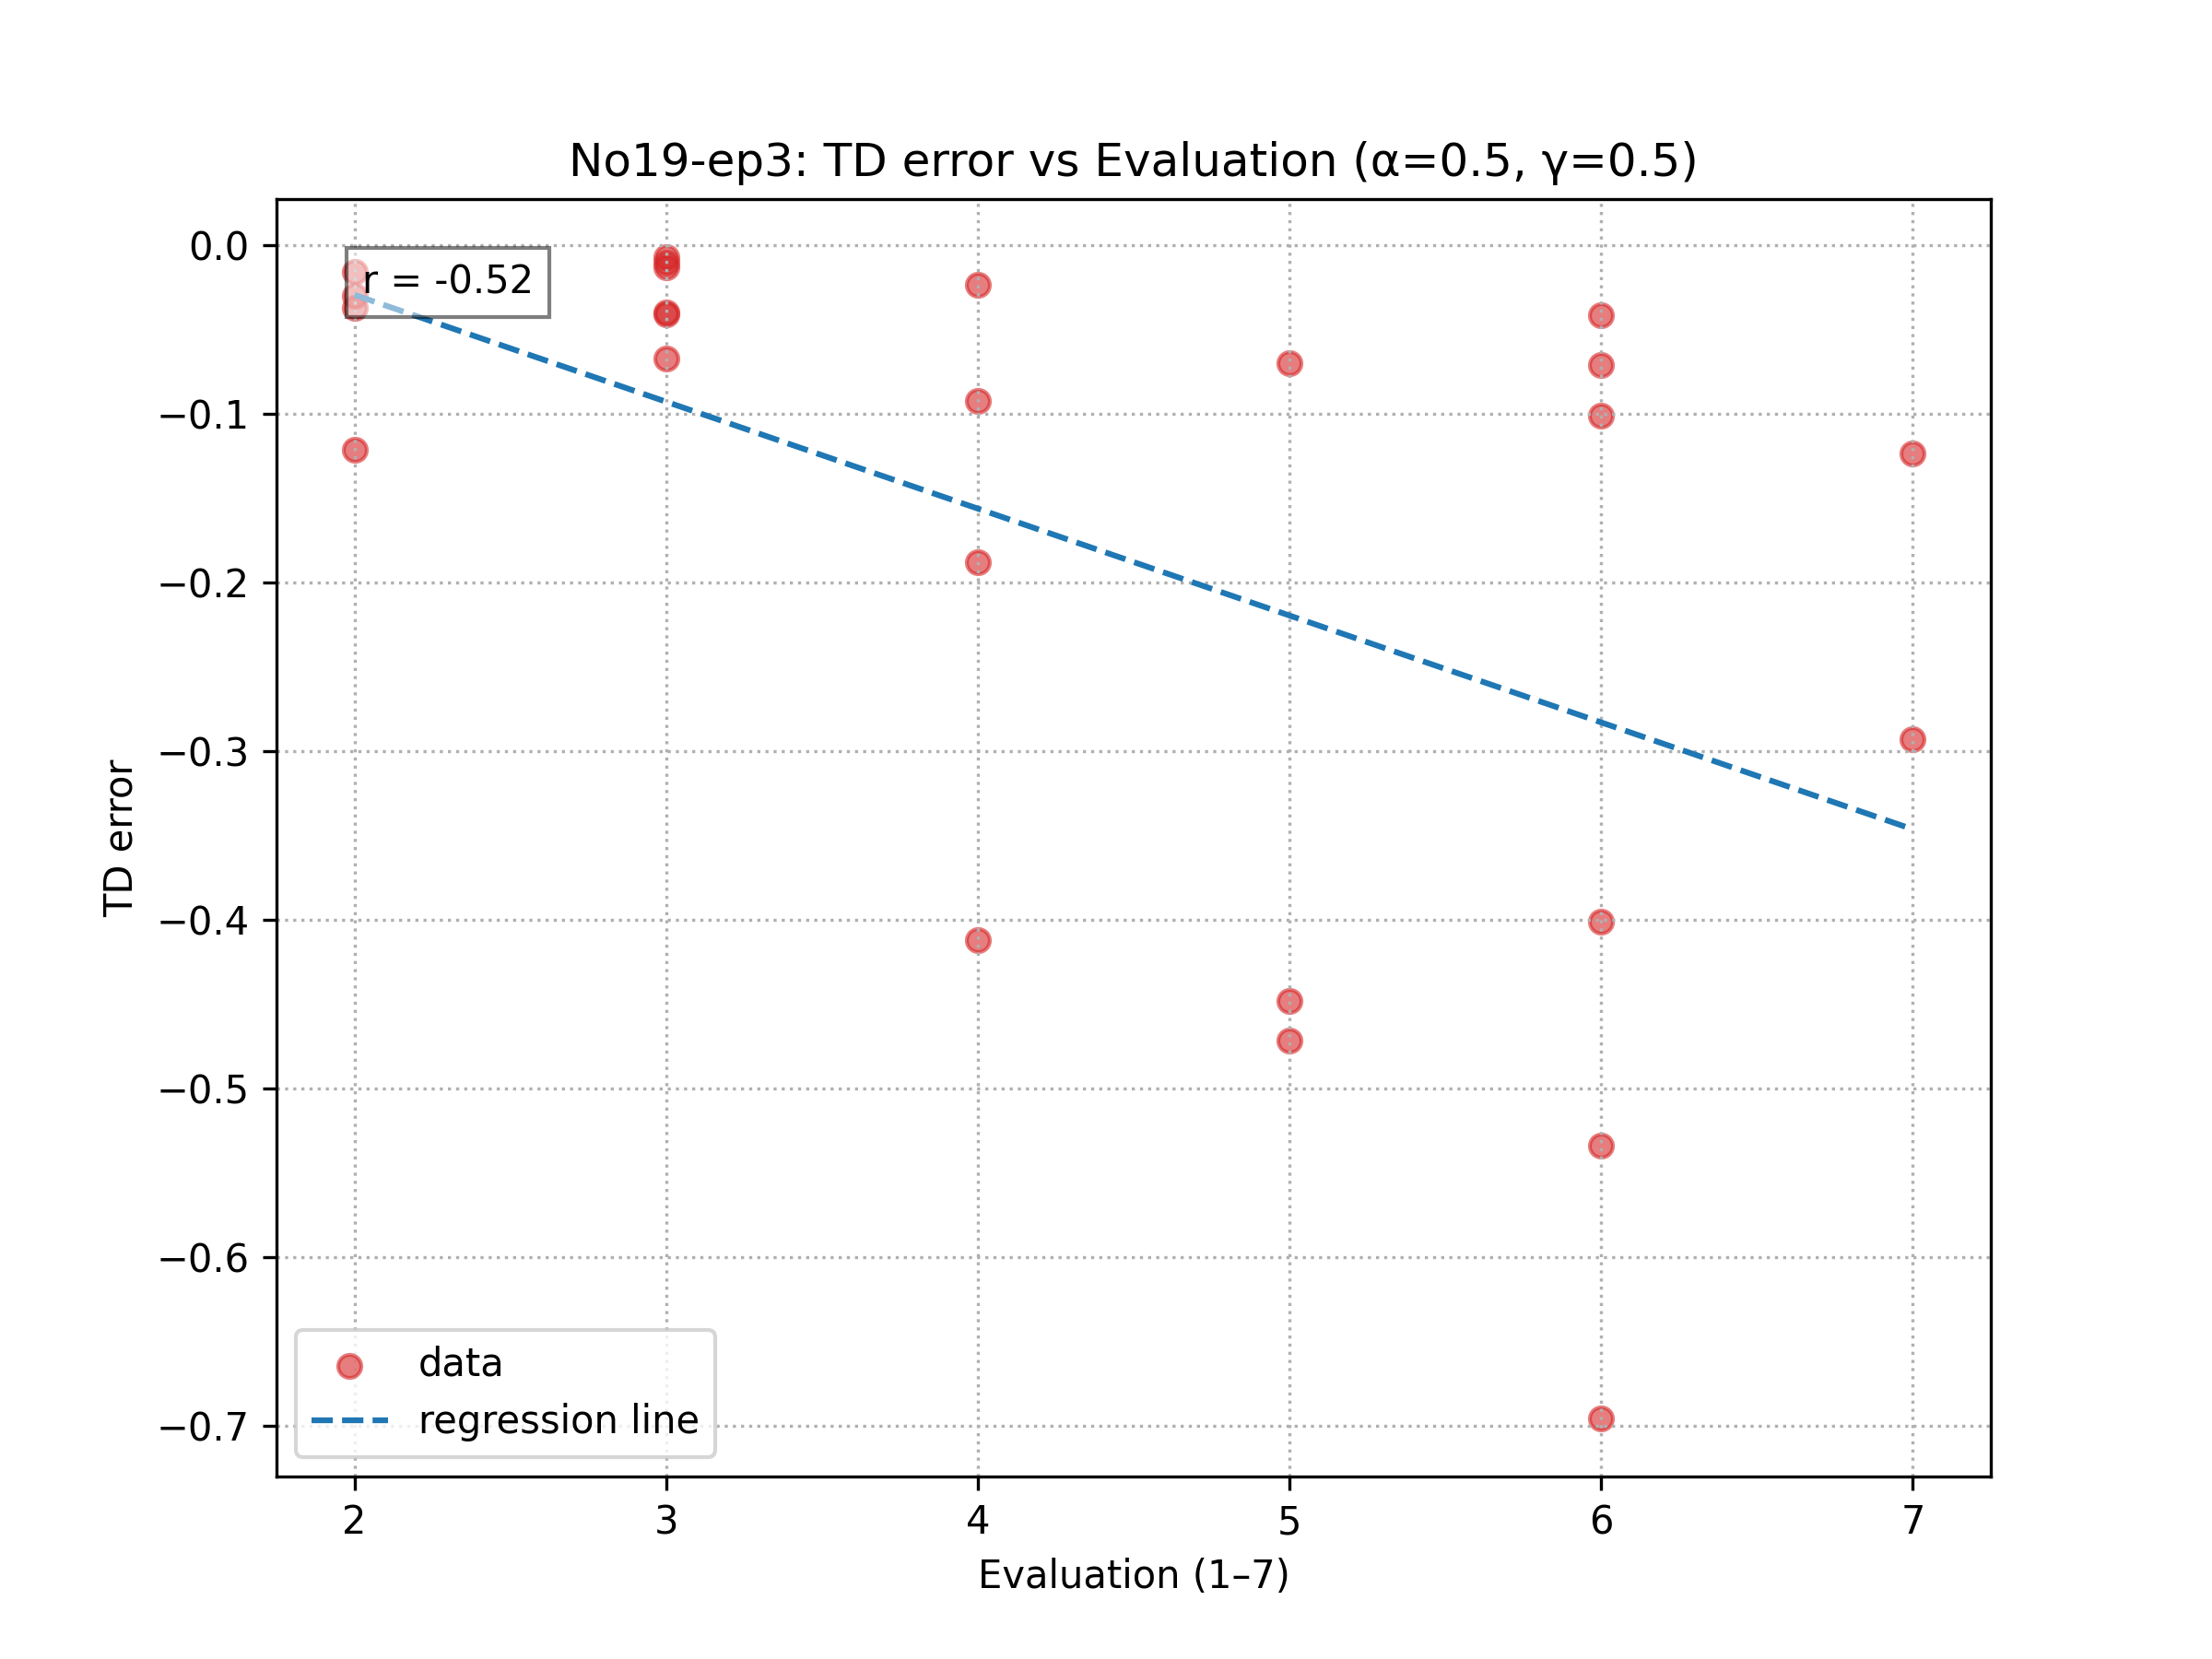 No19-ep3: TD error vs Evaluation (α=0.5, γ=0.5)
r = -0.52
0.0
−0.1
−0.2
−0.3
−0.4
−0.5
−0.6
−0.7
TD error
data
regression line
2 3 4 5 6 7
Evaluation (1–7)